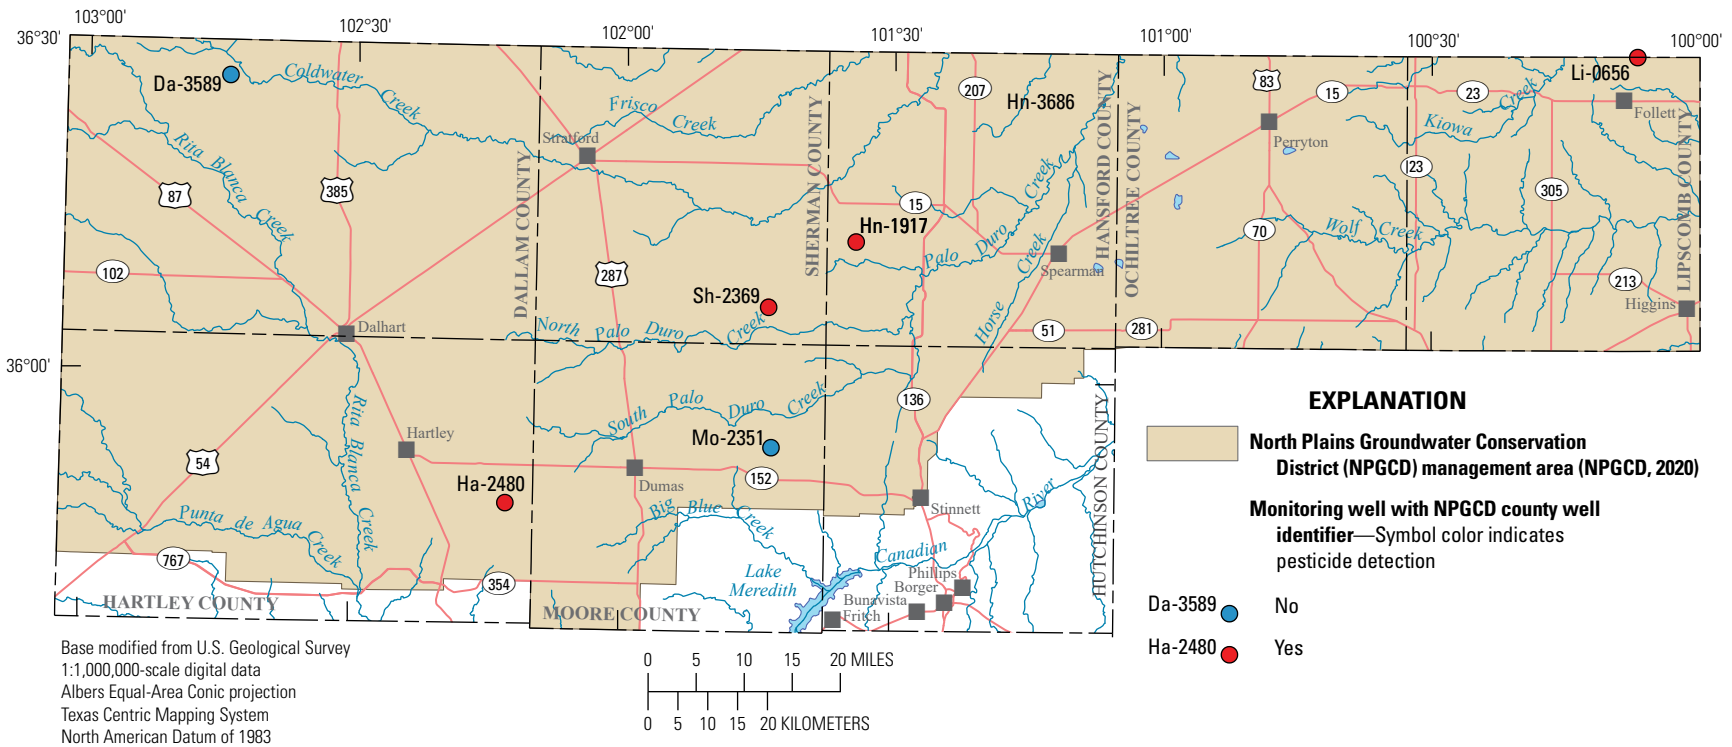 103°00'
102°30'
102°00'
101°30'
101°00'
100°30'
100°00'
36°30'
36°00'
Da-3589
Coldwater
Creek
Frisco
Creek
207
Hn-3686
83
15
23
Li-0656
Creek
Kiowa
Follett
Stratford
Perryton
Rita Blanca Creek
87
385
DALLAM COUNTY
SHERMAN COUNTY
HANSFORD COUNTY
OCHILTREE COUNTY
LIPSCOMB COUNTY
23
305
15
Hn-1917
Palo Duro Creek
Horse Creek
Spearman
70
Wolf Creek
102
287
Sh-2369
213
Higgins
Dalhart
North Palo Duro Creek
51
281
South Palo Duro Creek
136
Rita Blanca Creek
Hartley
Mo-2351
54
Ha-2480
Dumas
152
Big Blue Creek
Stinnett
River
Canadian
HUTCHINSON COUNTY
Punta de Agua Creek
767
354
Lake
Meredith
Phillips
Borger
Bunavista
Fritch
HARTLEY COUNTY
MOORE COUNTY
EXPLANATION
North Plains Groundwater Conservation
District (NPGCD) management area (NPGCD, 2020)
Monitoring well with NPGCD county well
identifier—Symbol color indicates
pesticide detection
Da-3589 No
Ha-2480 Yes
Base modified from U.S. Geological Survey
1:1,000,000-scale digital data
Albers Equal-Area Conic projection
Texas Centric Mapping System
North American Datum of 1983
0 5 10 15 20 MILES
0 5 10 15 20 KILOMETERS